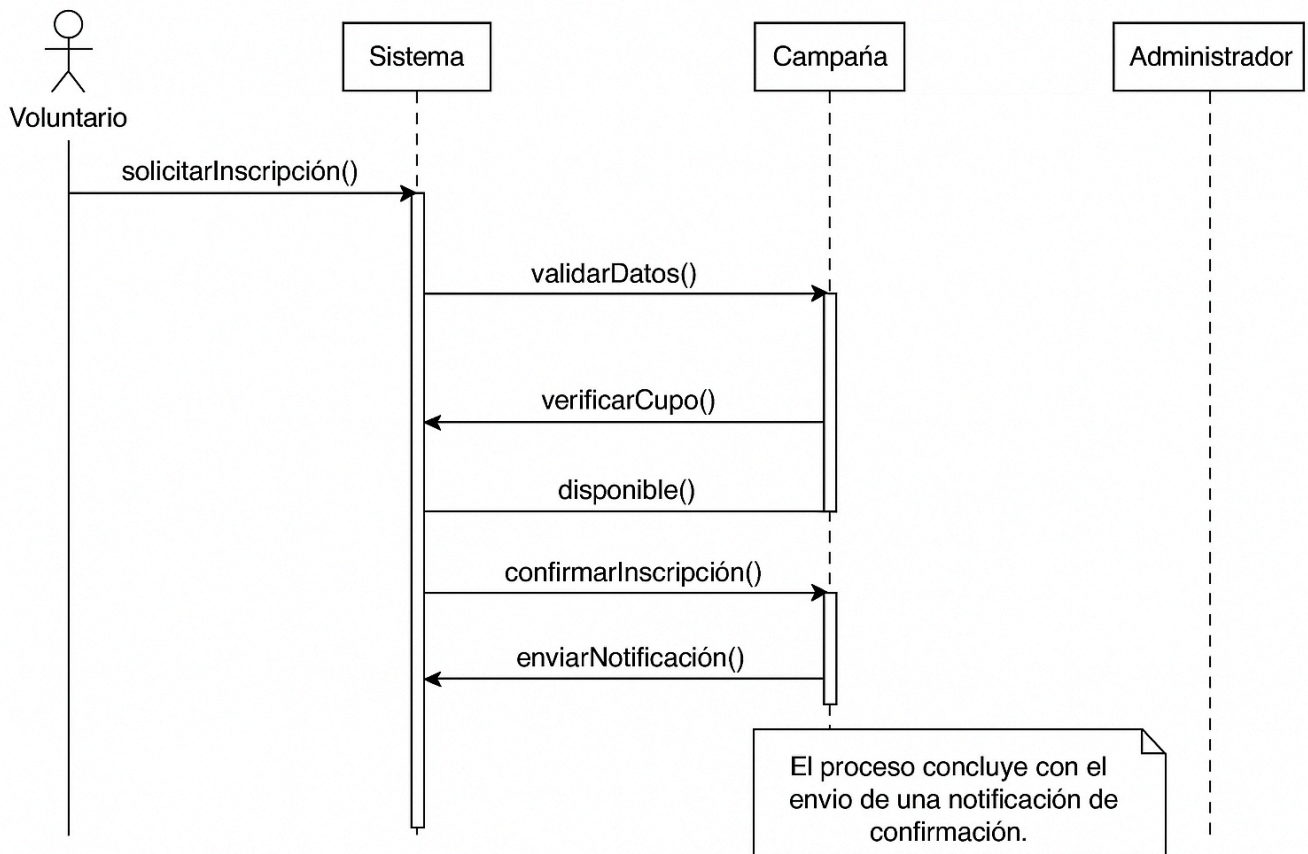 Sistema
Campańa
Administrador
Voluntario
solicitarInscripción()
validarDatos()
verificarCupo()
disponible()
confirmarInscripción()
enviarNotificación()
El proceso concluye con el
envio de una notificación de
confirmación.